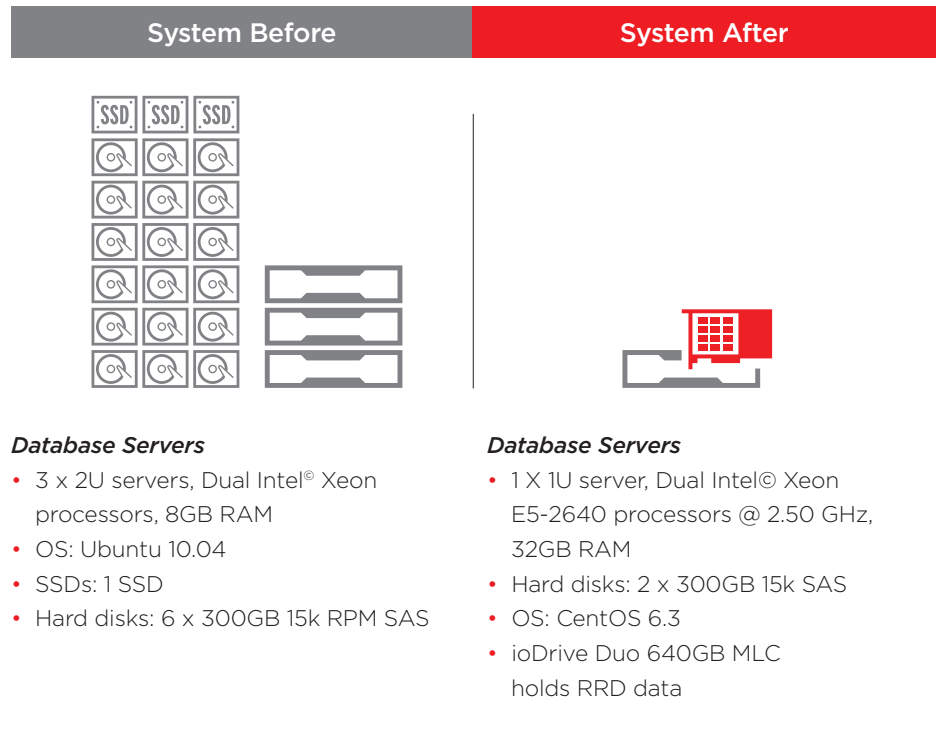 System Before
System After
SSD SSD SSD
Database Servers
• 3 x 2U servers, Dual Intel© Xeon
processors, 8GB RAM
• OS: Ubuntu 10.04
• SSDs: 1 SSD
• Hard disks: 6 x 300GB 15k RPM SAS
Database Servers
• 1 X 1U server, Dual Intel© Xeon
E5-2640 processors @ 2.50 GHz,
32GB RAM
• Hard disks: 2 x 300GB 15k SAS
• OS: CentOS 6.3
• ioDrive Duo 640GB MLC
holds RRD data